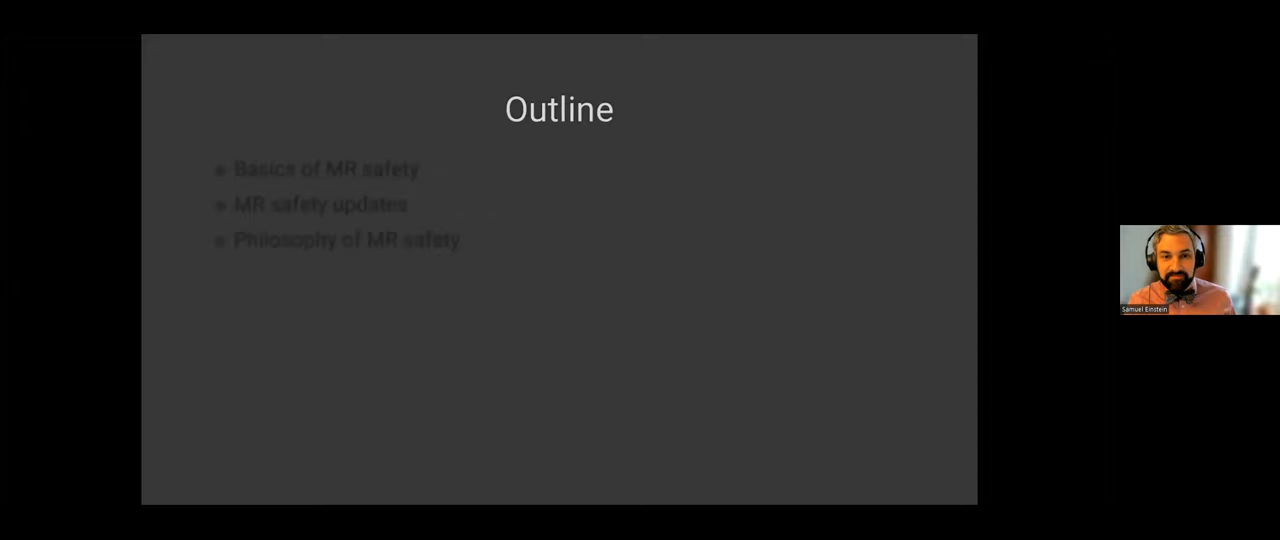 Outline
Basics of MR safety
MR safety updates
Philosophy of MR safety
Samuel Einstein